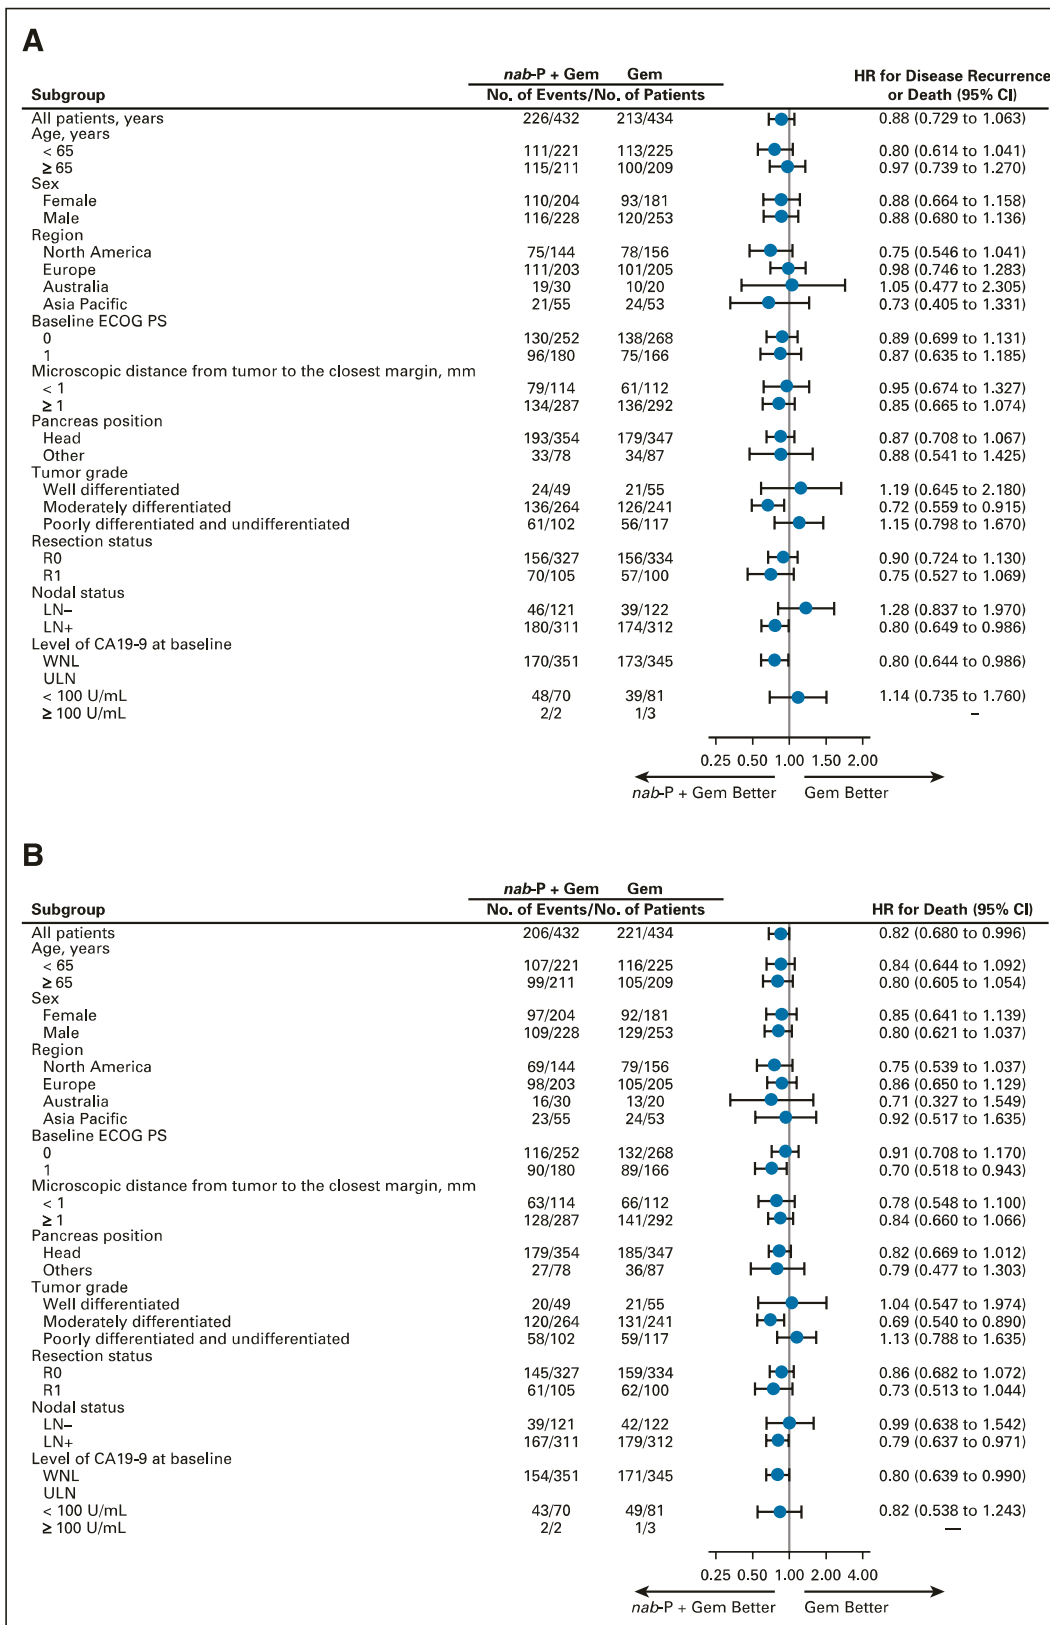 A
nab-P + Gem Gem HR for Disease Recurrence
Subgroup No. of Events/No. of Patients or Death (95% CI)
All patients, years 226/432 213/434 0.88 (0.729 to 1.063)
Age, years
< 65 111/221 113/225 0.80 (0.614 to 1.041)
≥ 65 115/211 100/209 0.97 (0.739 to 1.270)
Sex
Female 110/204 93/181 0.88 (0.664 to 1.158)
Male 116/228 120/253 0.88 (0.680 to 1.136)
Region
North America 75/144 78/156 0.75 (0.546 to 1.041)
Europe 111/203 101/205 0.98 (0.746 to 1.283)
Australia 19/30 10/20 1.05 (0.477 to 2.305)
Asia Pacific 21/55 24/53 0.73 (0.405 to 1.331)
Baseline ECOG PS
0 130/252 138/268 0.89 (0.699 to 1.131)
1 96/180 75/166 0.87 (0.635 to 1.185)
Microscopic distance from tumor to the closest margin, mm
< 1 79/114 61/112 0.95 (0.674 to 1.327)
≥ 1 134/287 136/292 0.85 (0.665 to 1.074)
Pancreas position
Head 193/354 179/347 0.87 (0.708 to 1.067)
Other 33/78 34/87 0.88 (0.541 to 1.425)
Tumor grade
Well differentiated 24/49 21/55 1.19 (0.645 to 2.180)
Moderately differentiated 136/264 126/241 0.72 (0.559 to 0.915)
Poorly differentiated and undifferentiated 61/102 56/117 1.15 (0.798 to 1.670)
Resection status
R0 156/327 156/334 0.90 (0.724 to 1.130)
R1 70/105 57/100 0.75 (0.527 to 1.069)
Nodal status
LN– 46/121 39/122 1.28 (0.837 to 1.970)
LN+ 180/311 174/312 0.80 (0.649 to 0.986)
Level of CA19-9 at baseline
WNL 170/351 173/345 0.80 (0.644 to 0.986)
ULN
< 100 U/mL 48/70 39/81 1.14 (0.735 to 1.760)
≥ 100 U/mL 2/2 1/3 –
0.25 0.50 1.00 1.50 2.00
nab-P + Gem Better Gem Better
B
nab-P + Gem Gem
Subgroup No. of Events/No. of Patients HR for Death (95% CI)
All patients 206/432 221/434 0.82 (0.680 to 0.996)
Age, years
< 65 107/221 116/225 0.84 (0.644 to 1.092)
≥ 65 99/211 105/209 0.80 (0.605 to 1.054)
Sex
Female 97/204 92/181 0.85 (0.641 to 1.139)
Male 109/228 129/253 0.80 (0.621 to 1.037)
Region
North America 69/144 79/156 0.75 (0.539 to 1.037)
Europe 98/203 105/205 0.86 (0.650 to 1.129)
Australia 16/30 13/20 0.71 (0.327 to 1.549)
Asia Pacific 23/55 24/53 0.92 (0.517 to 1.635)
Baseline ECOG PS
0 116/252 132/268 0.91 (0.708 to 1.170)
1 90/180 89/166 0.70 (0.518 to 0.943)
Microscopic distance from tumor to the closest margin, mm
< 1 63/114 66/112 0.78 (0.548 to 1.100)
≥ 1 128/287 141/292 0.84 (0.660 to 1.066)
Pancreas position
Head 179/354 185/347 0.82 (0.669 to 1.012)
Others 27/78 36/87 0.79 (0.477 to 1.303)
Tumor grade
Well differentiated 20/49 21/55 1.04 (0.547 to 1.974)
Moderately differentiated 120/264 131/241 0.69 (0.540 to 0.890)
Poorly differentiated and undifferentiated 58/102 59/117 1.13 (0.788 to 1.635)
Resection status
R0 145/327 159/334 0.86 (0.682 to 1.072)
R1 61/105 62/100 0.73 (0.513 to 1.044)
Nodal status
LN– 39/121 42/122 0.99 (0.638 to 1.542)
LN+ 167/311 179/312 0.79 (0.637 to 0.971)
Level of CA19-9 at baseline
WNL 154/351 171/345 0.80 (0.639 to 0.990)
ULN
< 100 U/mL 43/70 49/81 0.82 (0.538 to 1.243)
≥ 100 U/mL 2/2 1/3 —
0.25 0.50 1.00 2.00 4.00
nab-P + Gem Better Gem Better